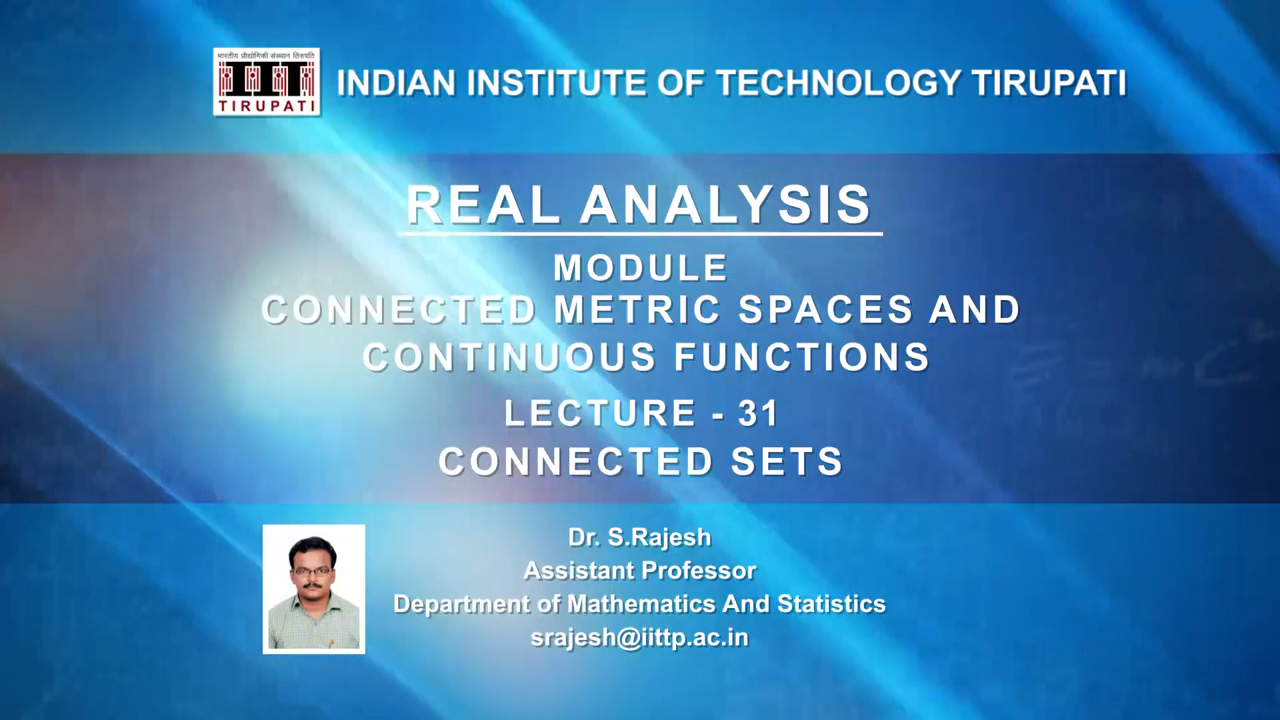 भारतीय प्रौद्योगिकी संस्थान तिरुपति
IIT
TIRUPATI
INDIAN INSTITUTE OF TECHNOLOGY TIRUPATI
REAL ANALYSIS
MODULE
CONNECTED METRIC SPACES AND
CONTINUOUS FUNCTIONS
LECTURE - 31
CONNECTED SETS
Dr. S.Rajesh
Assistant Professor
Department of Mathematics And Statistics
srajesh@iittp.ac.in